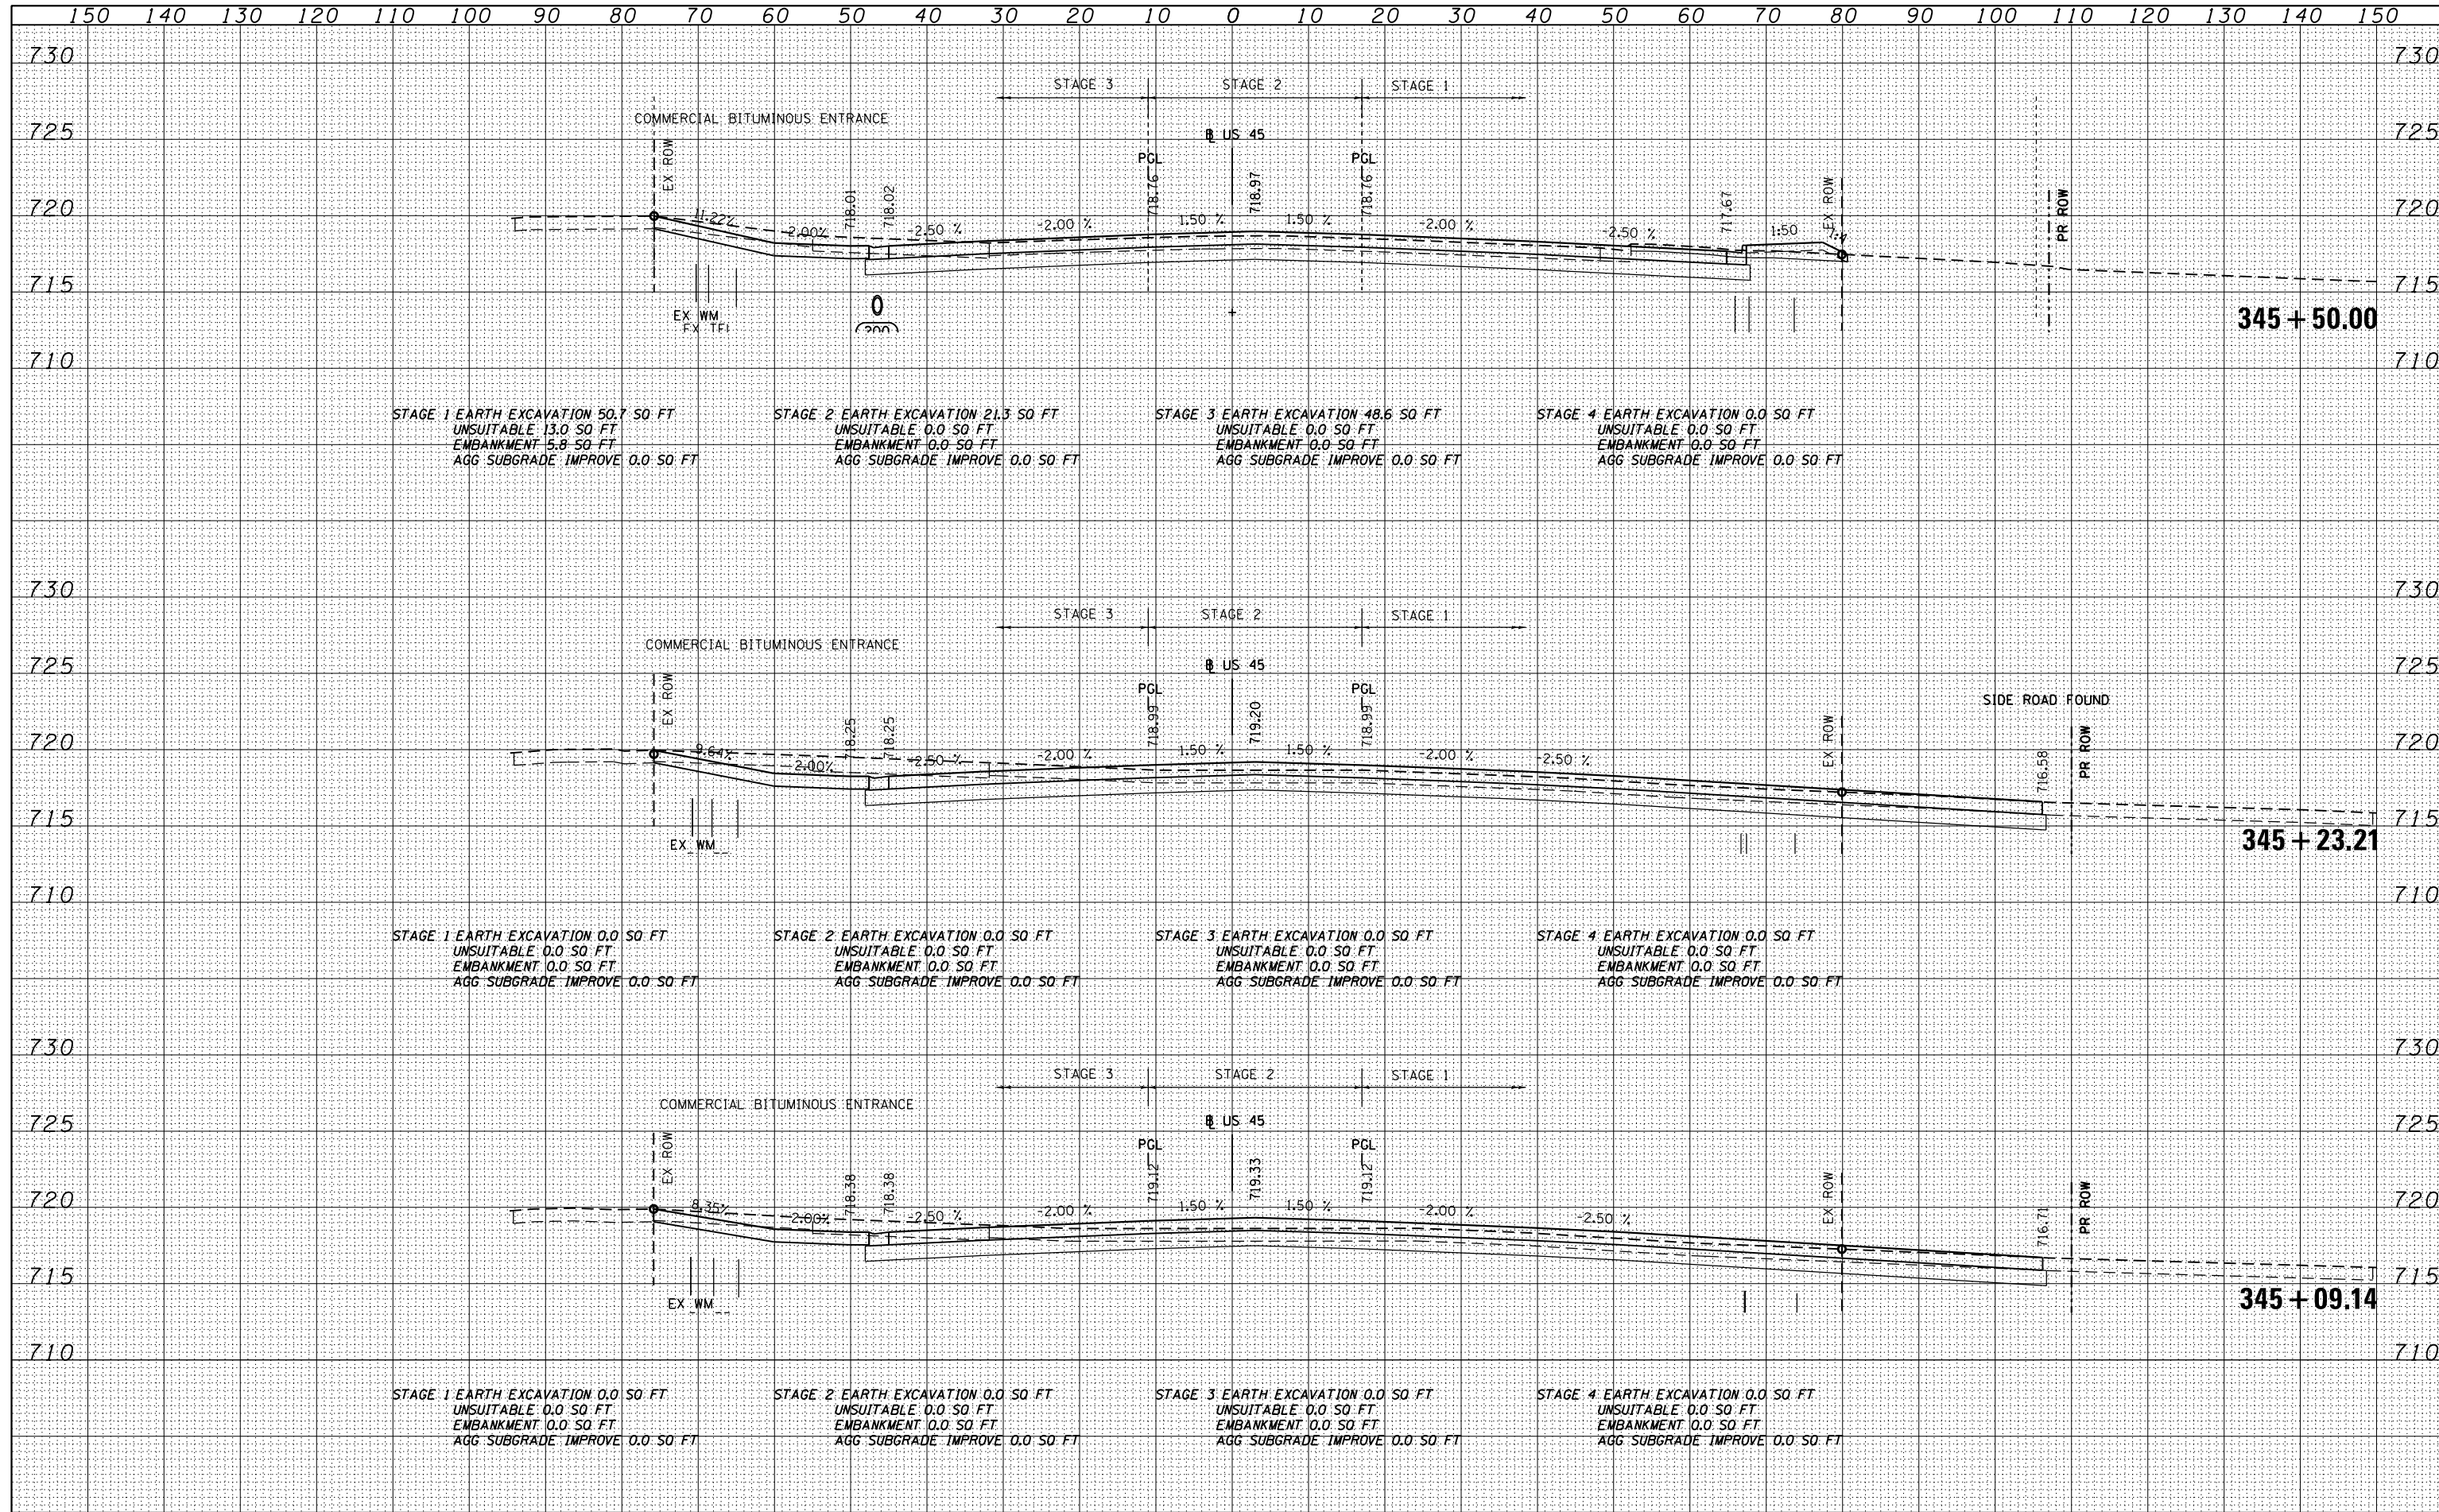 150 140 130 120 110 100 90 80 70 60 50 40 30 20 10 0 10 20 30 40 50 60 70 80 90 100 110 120 130 140 150
730 730
STAGE 3 STAGE 2 STAGE 1
COMMERCIAL BITUMINOUS ENTRANCE
725 ℄ US 45 725
EX ROW PGL PGL EX ROW PR ROW
718.01 718.02 718.76 718.97 718.76 717.67
720 720
11.22% 2.00% -2.50 % -2.00 % 1.50 % 1.50 % -2.00 % -2.50 % 1:50 1:4
715 715
EX WM 0
EX TEL 200
345+50.00
710 710
STAGE 1 EARTH EXCAVATION 50.7 SQ FT STAGE 2 EARTH EXCAVATION 21.3 SQ FT STAGE 3 EARTH EXCAVATION 48.6 SQ FT STAGE 4 EARTH EXCAVATION 0.0 SQ FT
UNSUITABLE 13.0 SQ FT UNSUITABLE 0.0 SQ FT UNSUITABLE 0.0 SQ FT UNSUITABLE 0.0 SQ FT
EMBANKMENT 5.8 SQ FT EMBANKMENT 0.0 SQ FT EMBANKMENT 0.0 SQ FT EMBANKMENT 0.0 SQ FT
AGG SUBGRADE IMPROVE 0.0 SQ FT AGG SUBGRADE IMPROVE 0.0 SQ FT AGG SUBGRADE IMPROVE 0.0 SQ FT AGG SUBGRADE IMPROVE 0.0 SQ FT
730 730
STAGE 3 STAGE 2 STAGE 1
COMMERCIAL BITUMINOUS ENTRANCE
725 ℄ US 45 725
EX ROW PGL PGL EX ROW SIDE ROAD FOUND PR ROW
718.25 718.25 718.99 719.20 718.99 716.58
720 720
9.64% 2.00% -2.50 % -2.00 % 1.50 % 1.50 % -2.00 % -2.50 %
715 715
EX WM
345+23.21
710 710
STAGE 1 EARTH EXCAVATION 0.0 SQ FT STAGE 2 EARTH EXCAVATION 0.0 SQ FT STAGE 3 EARTH EXCAVATION 0.0 SQ FT STAGE 4 EARTH EXCAVATION 0.0 SQ FT
UNSUITABLE 0.0 SQ FT UNSUITABLE 0.0 SQ FT UNSUITABLE 0.0 SQ FT UNSUITABLE 0.0 SQ FT
EMBANKMENT 0.0 SQ FT EMBANKMENT 0.0 SQ FT EMBANKMENT 0.0 SQ FT EMBANKMENT 0.0 SQ FT
AGG SUBGRADE IMPROVE 0.0 SQ FT AGG SUBGRADE IMPROVE 0.0 SQ FT AGG SUBGRADE IMPROVE 0.0 SQ FT AGG SUBGRADE IMPROVE 0.0 SQ FT
730 730
STAGE 3 STAGE 2 STAGE 1
COMMERCIAL BITUMINOUS ENTRANCE
725 ℄ US 45 725
EX ROW PGL PGL EX ROW PR ROW
718.38 718.38 719.12 719.33 719.12 716.71
720 720
8.35% 2.00% -2.50 % -2.00 % 1.50 % 1.50 % -2.00 % -2.50 %
715 715
EX WM
345+09.14
710 710
STAGE 1 EARTH EXCAVATION 0.0 SQ FT STAGE 2 EARTH EXCAVATION 0.0 SQ FT STAGE 3 EARTH EXCAVATION 0.0 SQ FT STAGE 4 EARTH EXCAVATION 0.0 SQ FT
UNSUITABLE 0.0 SQ FT UNSUITABLE 0.0 SQ FT UNSUITABLE 0.0 SQ FT UNSUITABLE 0.0 SQ FT
EMBANKMENT 0.0 SQ FT EMBANKMENT 0.0 SQ FT EMBANKMENT 0.0 SQ FT EMBANKMENT 0.0 SQ FT
AGG SUBGRADE IMPROVE 0.0 SQ FT AGG SUBGRADE IMPROVE 0.0 SQ FT AGG SUBGRADE IMPROVE 0.0 SQ FT AGG SUBGRADE IMPROVE 0.0 SQ FT